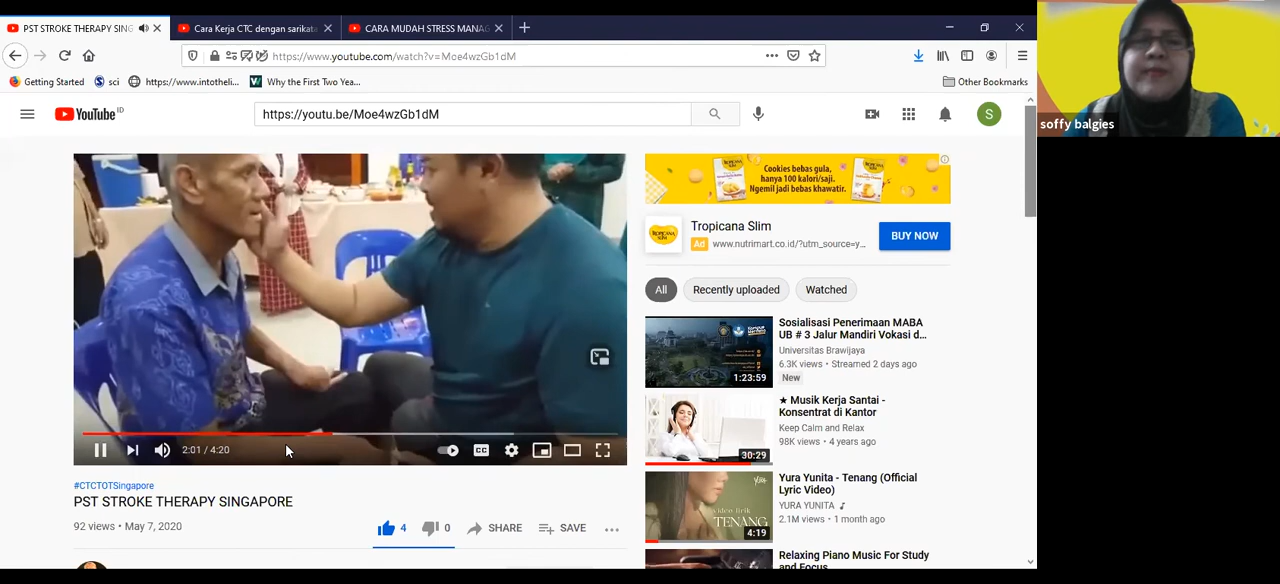 PST STROKE THERAPY SING
Cara Kerja CTC dengan sarikata
CARA MUDAH STRESS MANAG
https://www.youtube.com/watch?v=Moe4wzGb1dM
Getting Started
sci
https://www.intotheli...
Why the First Two Yea...
Other Bookmarks
YouTube ID
https://youtu.be/Moe4wzGb1dM
S
soffy balgies
Cookies bebas gula,
hanya 100 kalori/saji.
Ngemil jadi bebas khawatir.
Tropicana Slim
Ad www.nutrimart.co.id/?utm_source=y...
BUY NOW
All
Recently uploaded
Watched
Sosialisasi Penerimaan MABA
UB # 3 Jalur Mandiri Vokasi d...
Universitas Brawijaya
6.3K views • Streamed 2 days ago
New
1:23:59
★ Musik Kerja Santai -
Konsentrat di Kantor
Keep Calm and Relax
98K views • 4 years ago
30:29
Yura Yunita - Tenang (Official
Lyric Video)
YURA YUNITA
2.1M views • 1 month ago
TENANG
4:19
Relaxing Piano Music For Study
and Focus
2:01 / 4:20
CC
#CTCTOTSingapore
PST STROKE THERAPY SINGAPORE
92 views • May 7, 2020
4
0
SHARE
SAVE